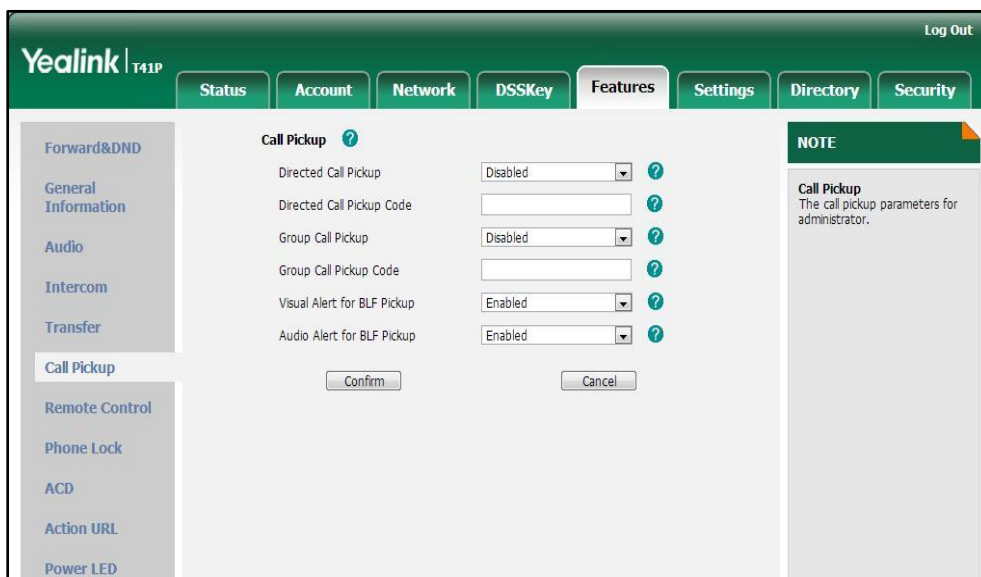 Log Out
Yealink T41P
Status Account Network DSSKey Features Settings Directory Security
Forward&DND
General
Information
Audio
Intercom
Transfer
Call Pickup
Remote Control
Phone Lock
ACD
Action URL
Power LED
Call Pickup ?
Directed Call Pickup Disabled ?
Directed Call Pickup Code ?
Group Call Pickup Disabled ?
Group Call Pickup Code ?
Visual Alert for BLF Pickup Enabled ?
Audio Alert for BLF Pickup Enabled ?
Confirm Cancel
NOTE
Call Pickup
The call pickup parameters for
administrator.